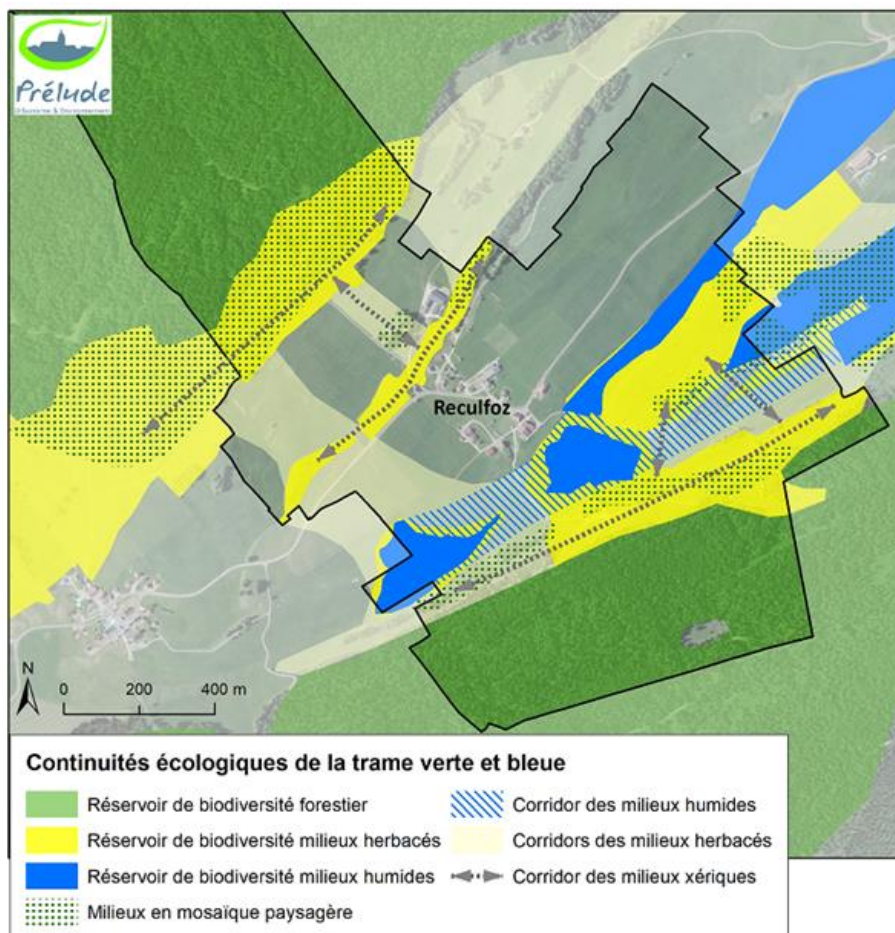 Prélude
Urbanisme & Environnement
Reculfoz
N
0 200 400 m
Continuités écologiques de la trame verte et bleue
Réservoir de biodiversité forestier
Corridor des milieux humides
Réservoir de biodiversité milieux herbacés
Corridors des milieux herbacés
Réservoir de biodiversité milieux humides
Corridor des milieux xériques
Milieux en mosaïque paysagère